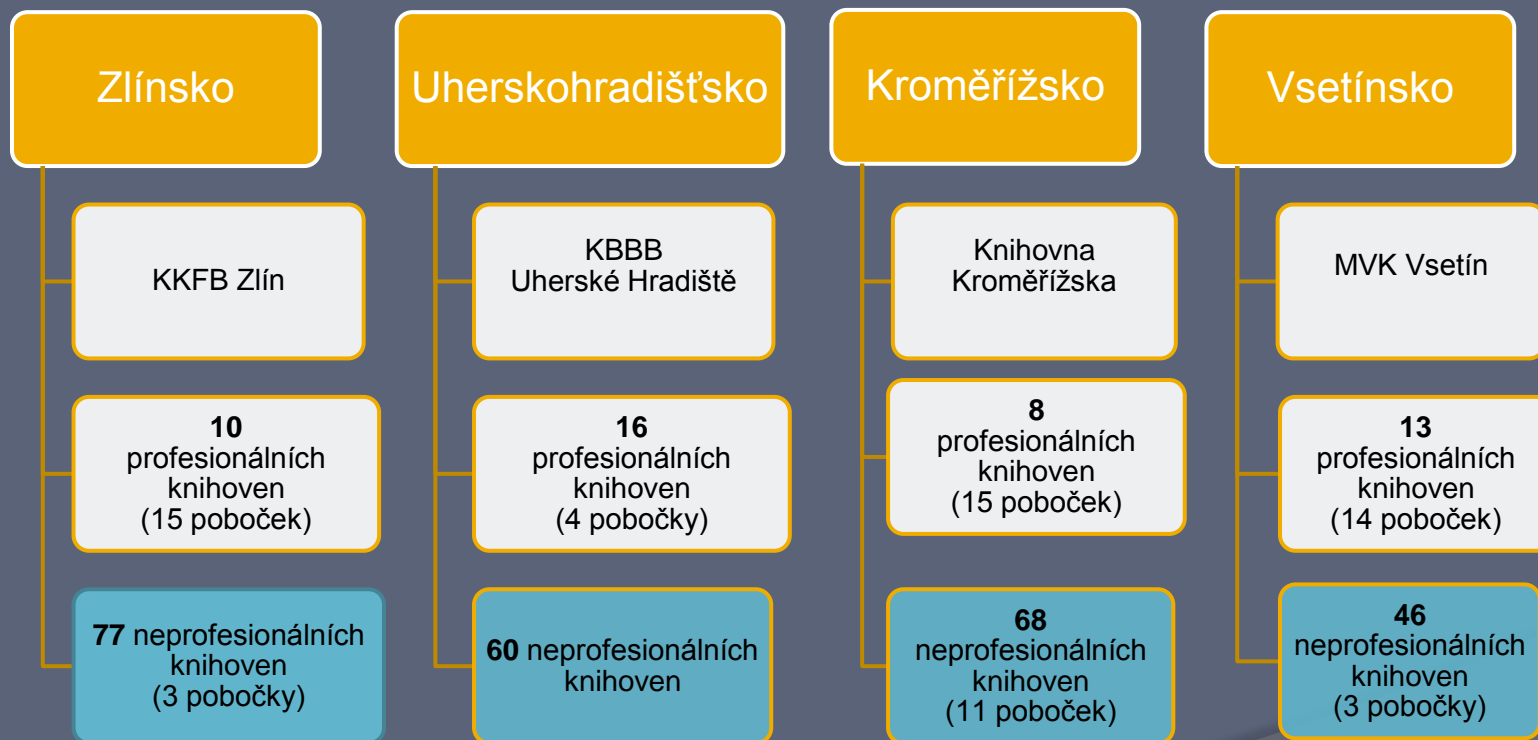 Zlínsko
KKFB Zlín
10
profesionálních
knihoven
(15 poboček)
77 neprofesionálních
knihoven
(3 pobočky)
Uherskohradišťsko
KBBB
Uherské Hradiště
16
profesionálních
knihoven
(4 pobočky)
60 neprofesionálních
knihoven
Kroměřížsko
Knihovna
Kroměřížska
8
profesionálních
knihoven
(15 poboček)
68
neprofesionálních
knihoven
(11 poboček)
Vsetínsko
MVK Vsetín
13
profesionálních
knihoven
(14 poboček)
46
neprofesionálních
knihoven
(3 pobočky)